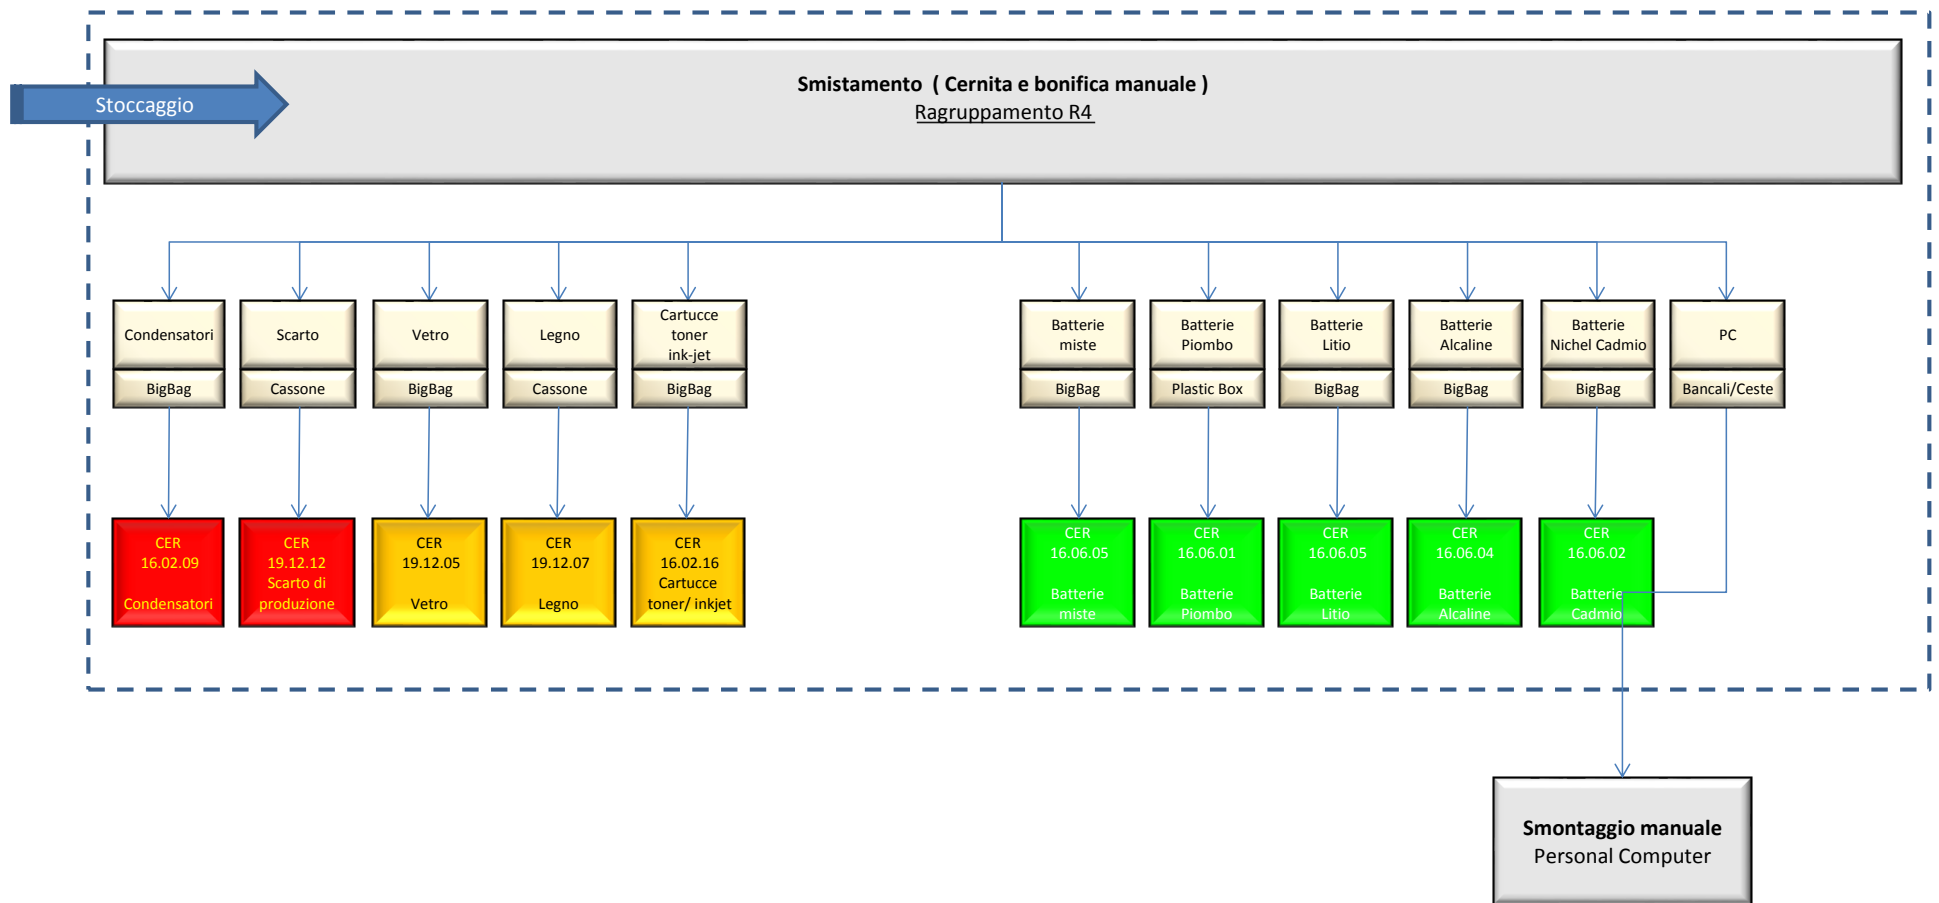 Stoccaggio
Smistamento ( Cernita e bonifica manuale )
Ragruppamento R4
Condensatori
BigBag
Scarto
Cassone
Vetro
BigBag
Legno
Cassone
Cartucce
toner
ink-jet
BigBag
Batterie
miste
BigBag
Batterie
Piombo
Plastic Box
Batterie
Litio
BigBag
Batterie
Alcaline
BigBag
Batterie
Nichel Cadmio
BigBag
PC
Bancali/Ceste
CER
16.02.09
Condensatori
CER
19.12.12
Scarto di
produzione
CER
19.12.05
Vetro
CER
19.12.07
Legno
CER
16.02.16
Cartucce
toner/ inkjet
CER
16.06.05
Batterie
miste
CER
16.06.01
Batterie
Piombo
CER
16.06.05
Batterie
Litio
CER
16.06.04
Batterie
Alcaline
CER
16.06.02
Batterie
Cadmio
Smontaggio manuale
Personal Computer